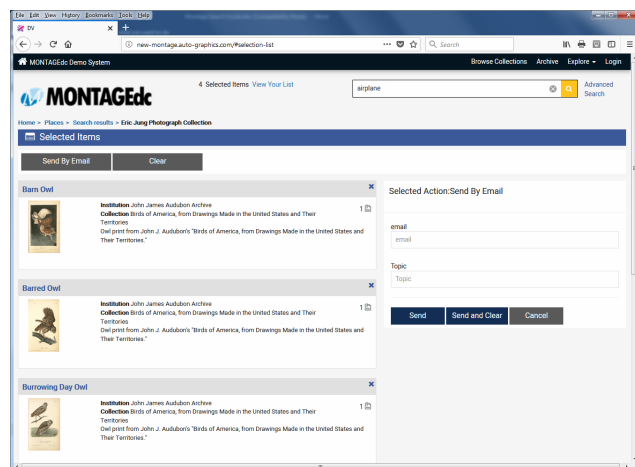 File Edit View History Bookmarks Tools Help
DV
new-montage.auto-graphics.com/#selection-list
Search
MONTAGEdc Demo System
Browse Collections Archive Explore Login
MONTAGEdc
4 Selected Items View Your List
airplane
Advanced
Search
Home > Places > Search results > Eric Jung Photograph Collection
Selected Items
Send By Email Clear
Barn Owl
Institution John James Audubon Archive
Collection Birds of America, from Drawings Made in the United States and Their
Territories
Owl print from J. John Audubon's "Birds of America, from Drawings Made in the United States and
Their Territories."
1
Barred Owl
Institution John James Audubon Archive
Collection Birds of America, from Drawings Made in the United States and Their
Territories
Owl print from John J. Audubon's "Birds of America, from Drawings Made in the United States and
Their Territories."
1
Burrowing Day Owl
Institution John James Audubon Archive
Collection Birds of America, from Drawings Made in the United States and Their
Territories
Owl print from John J. Audubon's "Birds of America, from Drawings Made in the United States and
Their Territories."
1
Selected Action:Send By Email
email
email
Topic
Topic
Send Send and Clear Cancel